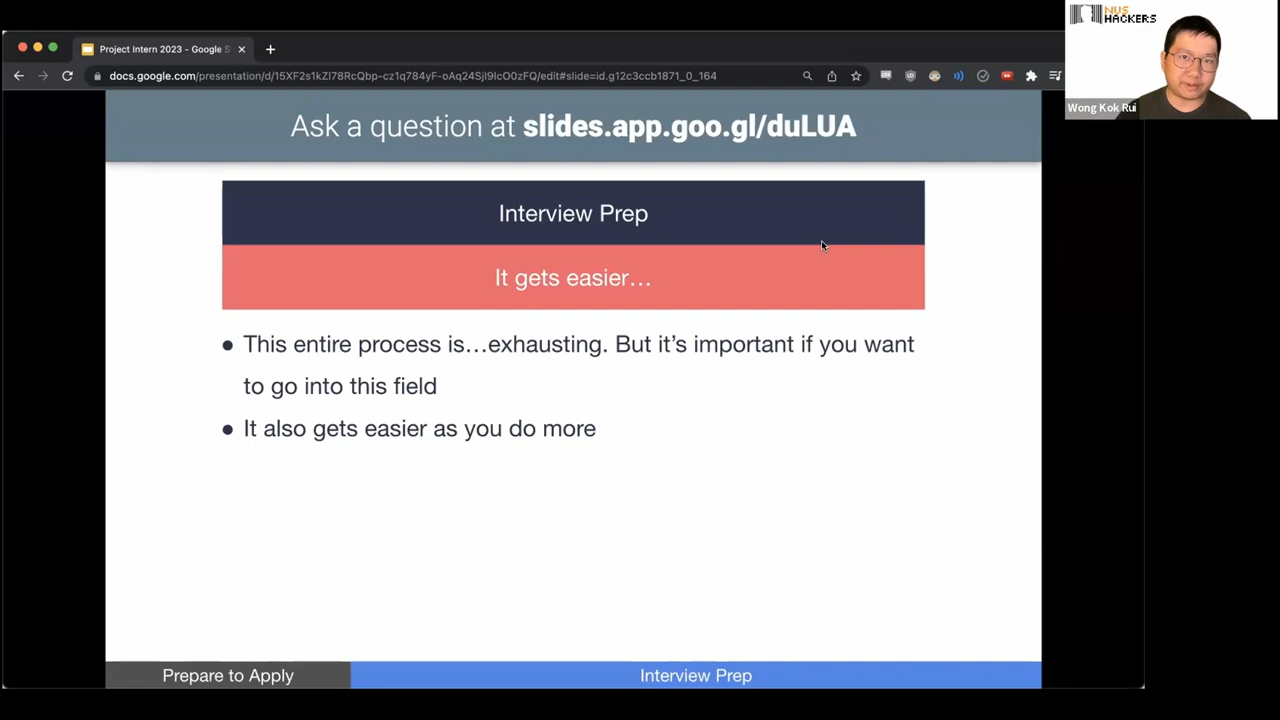 NUS
HACKERS
Project Intern 2023 - Google S
docs.google.com/presentation/d/15XF2s1kZl78RcQbp-cz1q784yF-oAq24Sjl9IcO0zFQ/edit#slide=id.g12c3ccb1871_0_164
Wong Kok Rui
Ask a question at slides.app.goo.gl/duLUA
Interview Prep
It gets easier…
● This entire process is…exhausting. But it’s important if you want
to go into this field
● It also gets easier as you do more
Prepare to Apply
Interview Prep